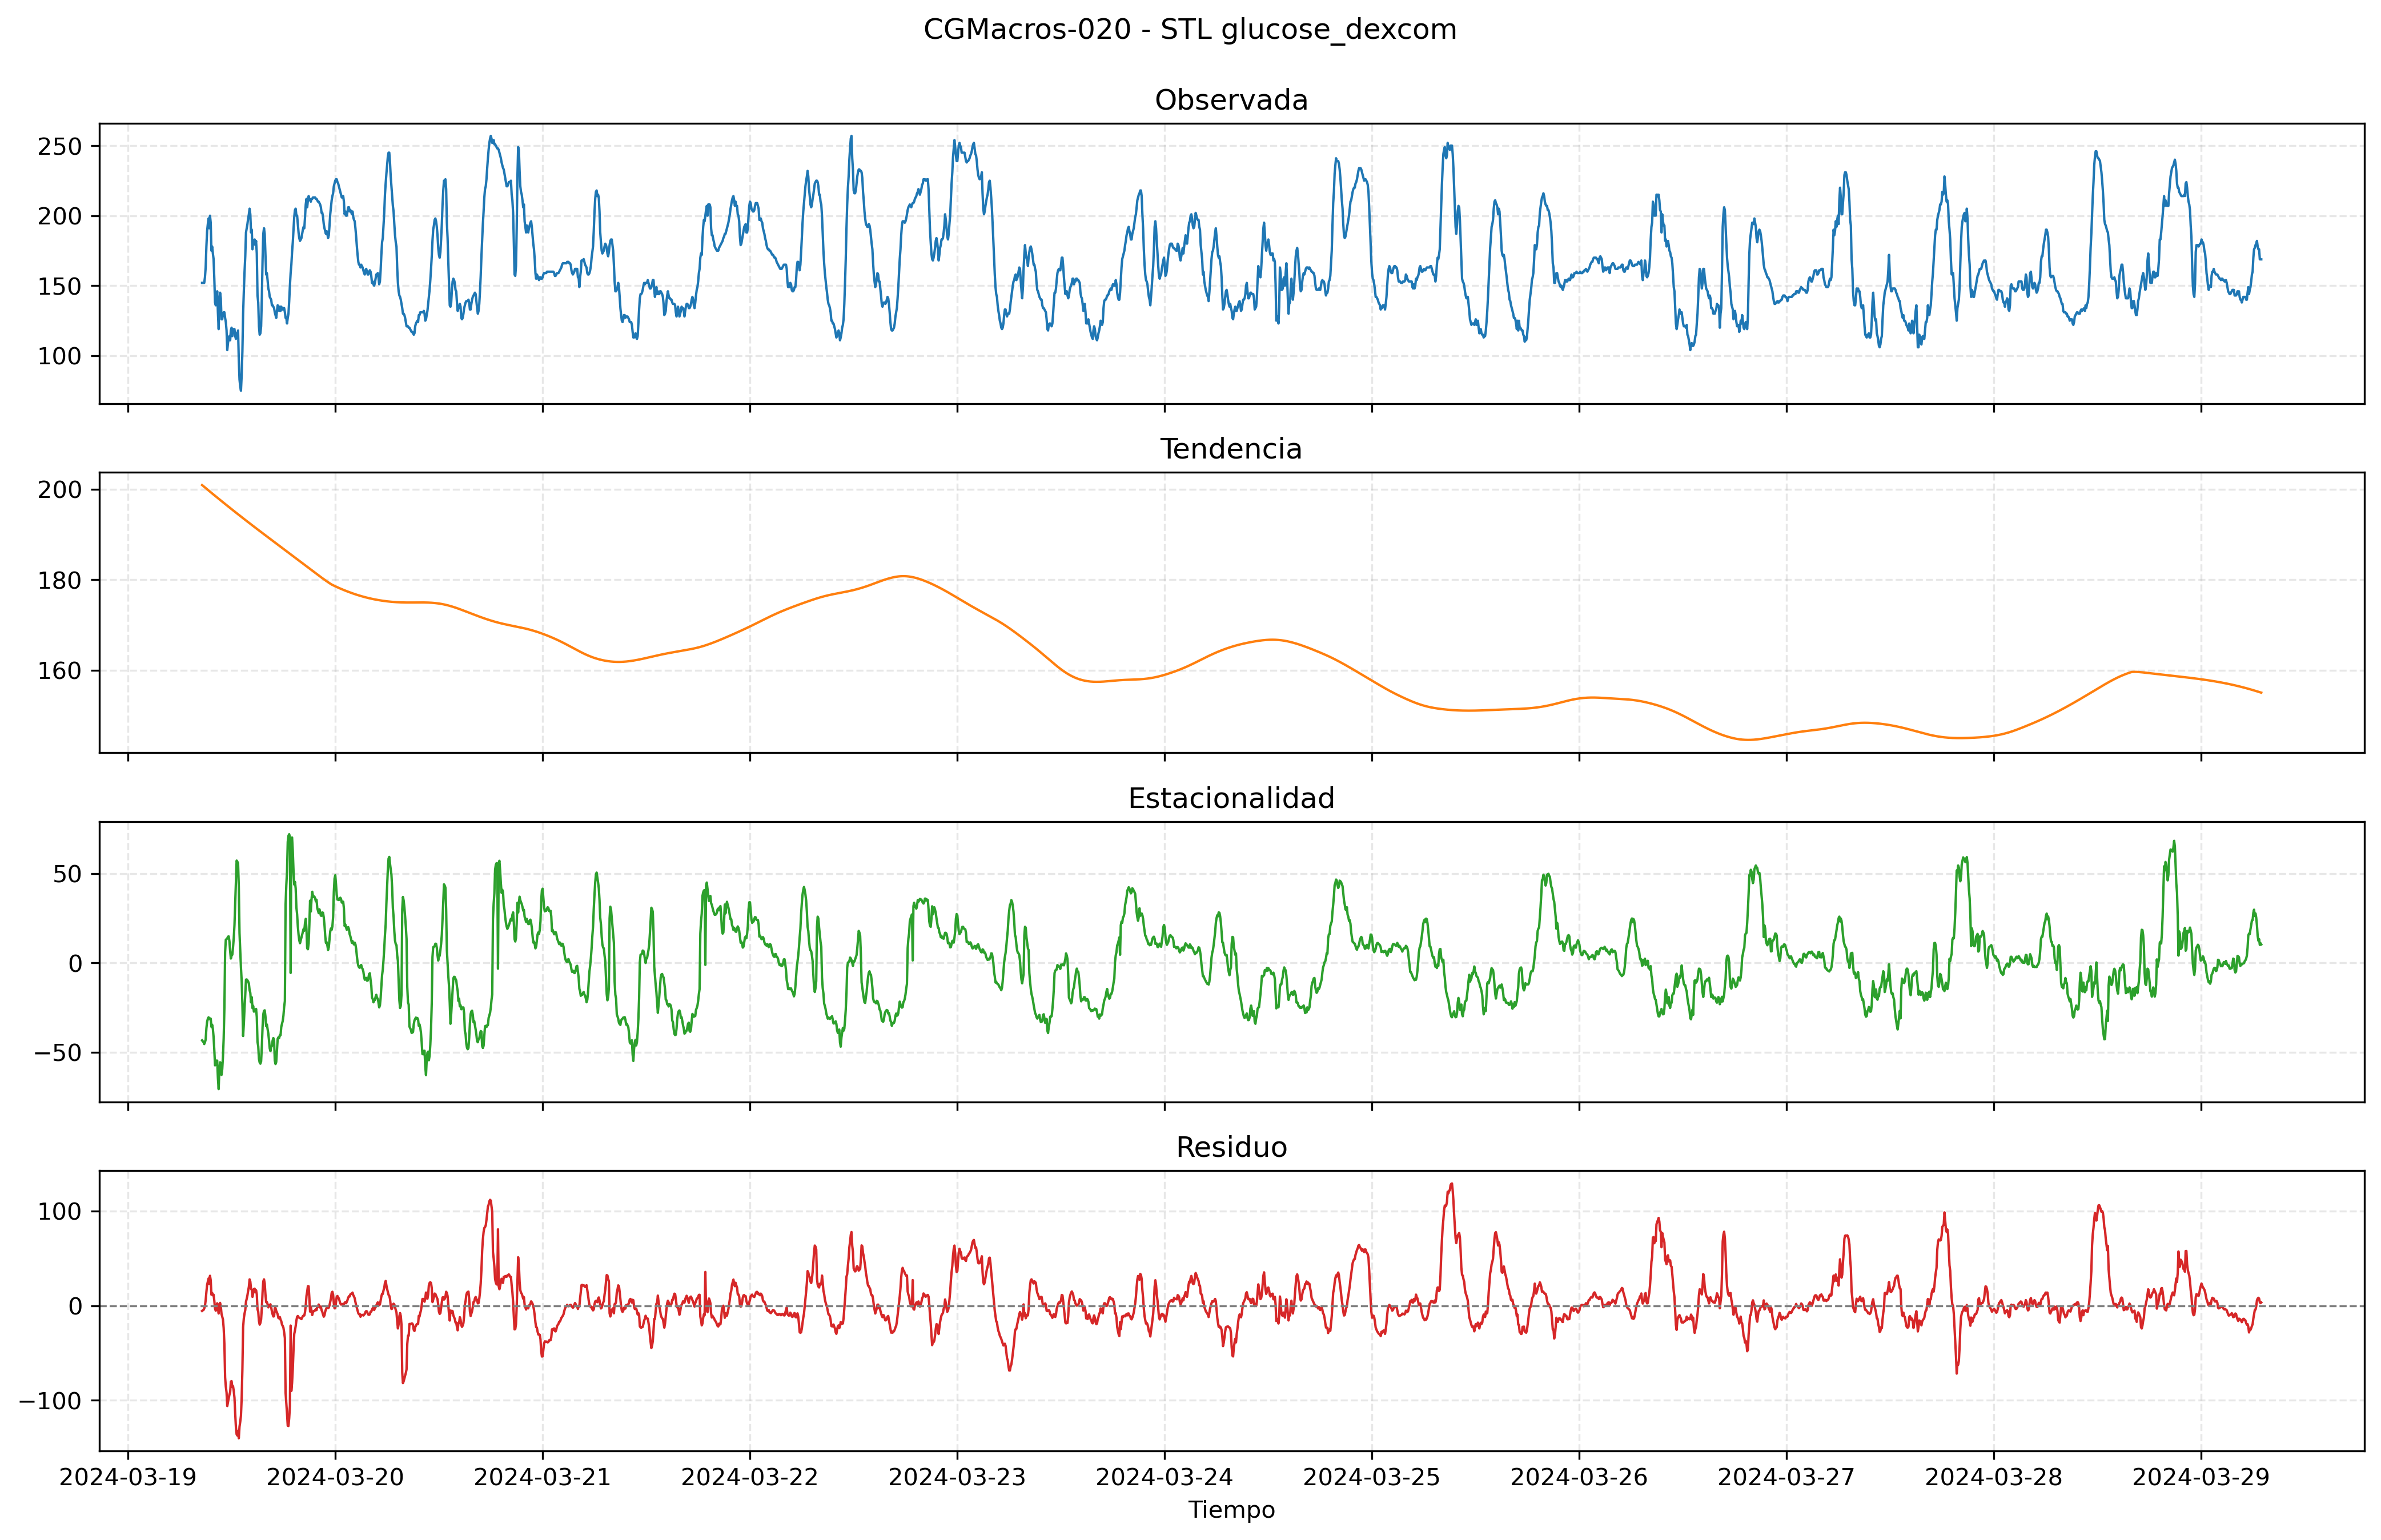 CGMacros-020 - STL glucose_dexcom
Observada
250
200
150
100
Tendencia
200
180
160
Estacionalidad
50
0
−50
Residuo
100
0
−100
2024-03-19 2024-03-20 2024-03-21 2024-03-22 2024-03-23 2024-03-24 2024-03-25 2024-03-26 2024-03-27 2024-03-28 2024-03-29
Tiempo